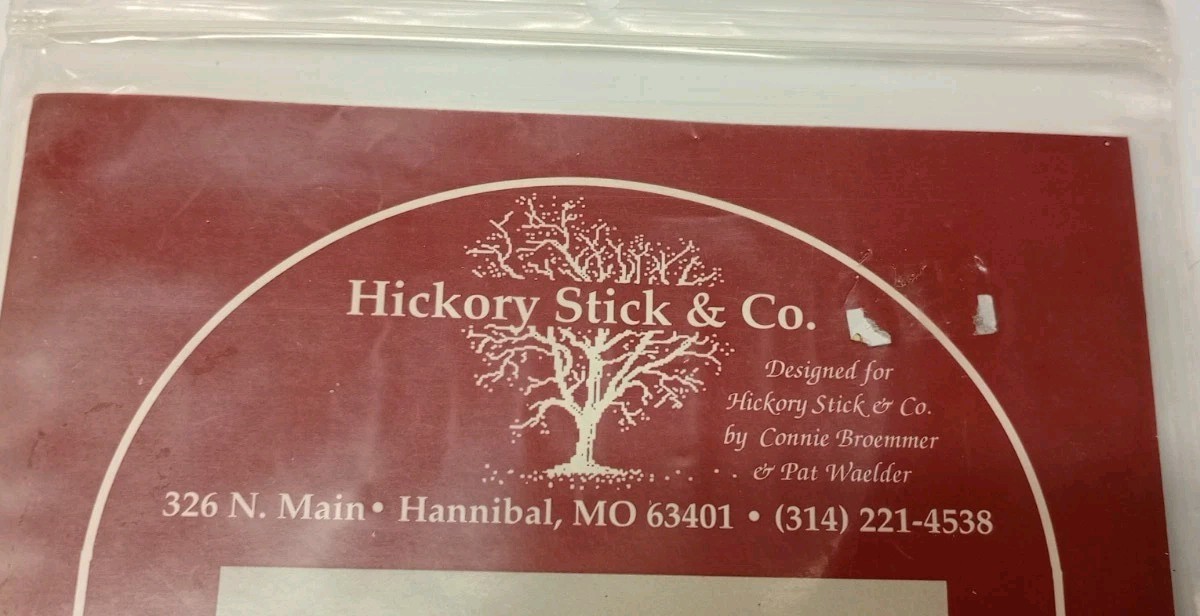 Hickory Stick & Co.
Designed for
Hickory Stick & Co.
by Connie Broemmer
& Pat Waelder
326 N. Main • Hannibal, MO 63401 • (314) 221-4538